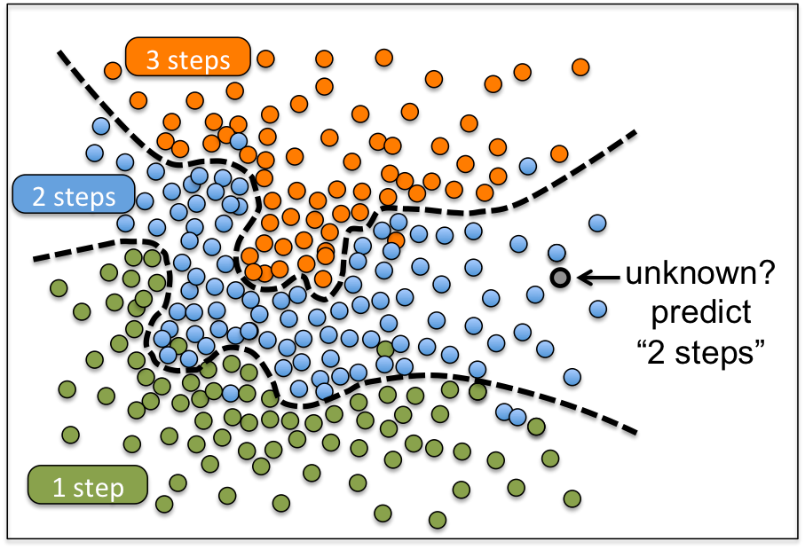 3 steps
2 steps
unknown?
predict
“2 steps”
1 step